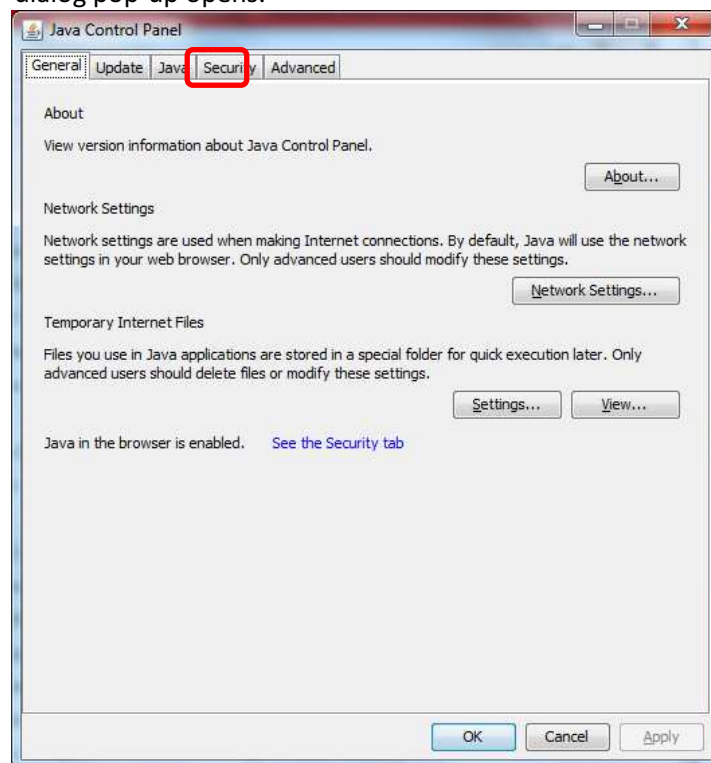 dialog pop-up opens.
Java Control Panel
General Update Java Security Advanced
About
View version information about Java Control Panel.
About...
Network Settings
Network settings are used when making Internet connections. By default, Java will use the network
settings in your web browser. Only advanced users should modify these settings.
Network Settings...
Temporary Internet Files
Files you use in Java applications are stored in a special folder for quick execution later. Only
advanced users should delete files or modify these settings.
Settings... View...
Java in the browser is enabled. See the Security tab
OK Cancel Apply